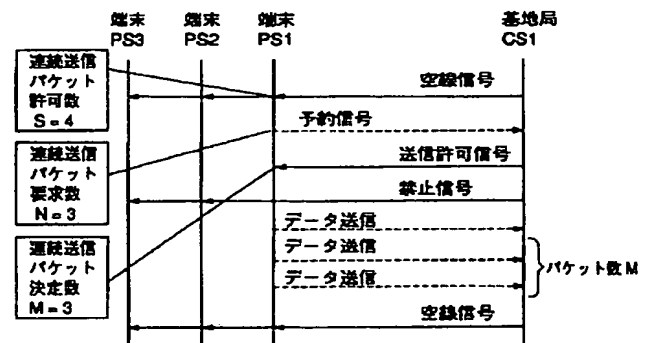 端末
PS3
端末
PS2
端末
PS1
基地局
CS1
連続送信
パケット
許可数
S=4
空線信号
予約信号
連続送信
パケット
要求数
N=3
送信許可信号
禁止信号
データ送信
データ送信
データ送信
パケット数M
連続送信
パケット
決定数
M=3
空線信号